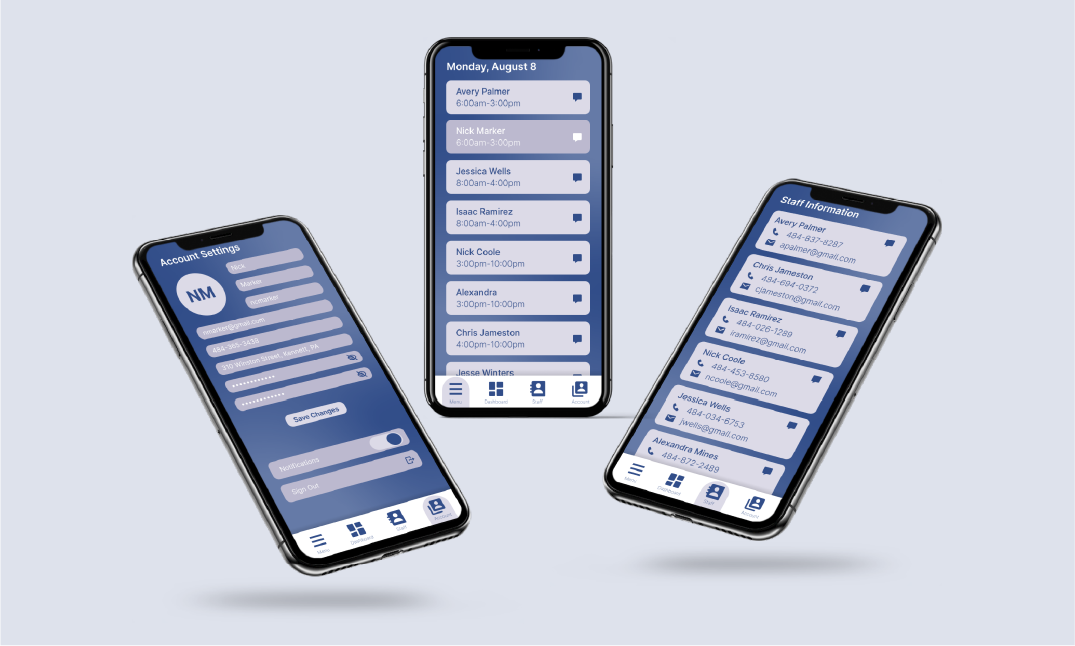 Account Settings
NM
Nick
Marker
ncmarker
nmarker@gmail.com
484-365-3456
310 Winston Street, Kennett, PA
••••••••••••
••••••••••••
Save Changes
Notifications
Sign Out
Menu
Dashboard
Staff
Account
Monday, August 8
Avery Palmer
6:00am-3:00pm
Nick Marker
6:00am-3:00pm
Jessica Wells
8:00am-4:00pm
Isaac Ramirez
8:00am-4:00pm
Nick Coole
3:00pm-10:00pm
Alexandra
3:00pm-10:00pm
Chris Jameston
4:00pm-10:00pm
Jesse Winters
Menu
Dashboard
Staff
Account
Staff Information
Avery Palmer
484-837-8287
apalmer@gmail.com
Chris Jameston
484-694-0372
cjameston@gmail.com
Isaac Ramirez
484-026-1289
iramirez@gmail.com
Nick Coole
484-453-8580
ncoole@gmail.com
Jessica Wells
484-034-6753
jwells@gmail.com
Alexandra Mines
484-872-2489
Menu
Dashboard
Staff
Account